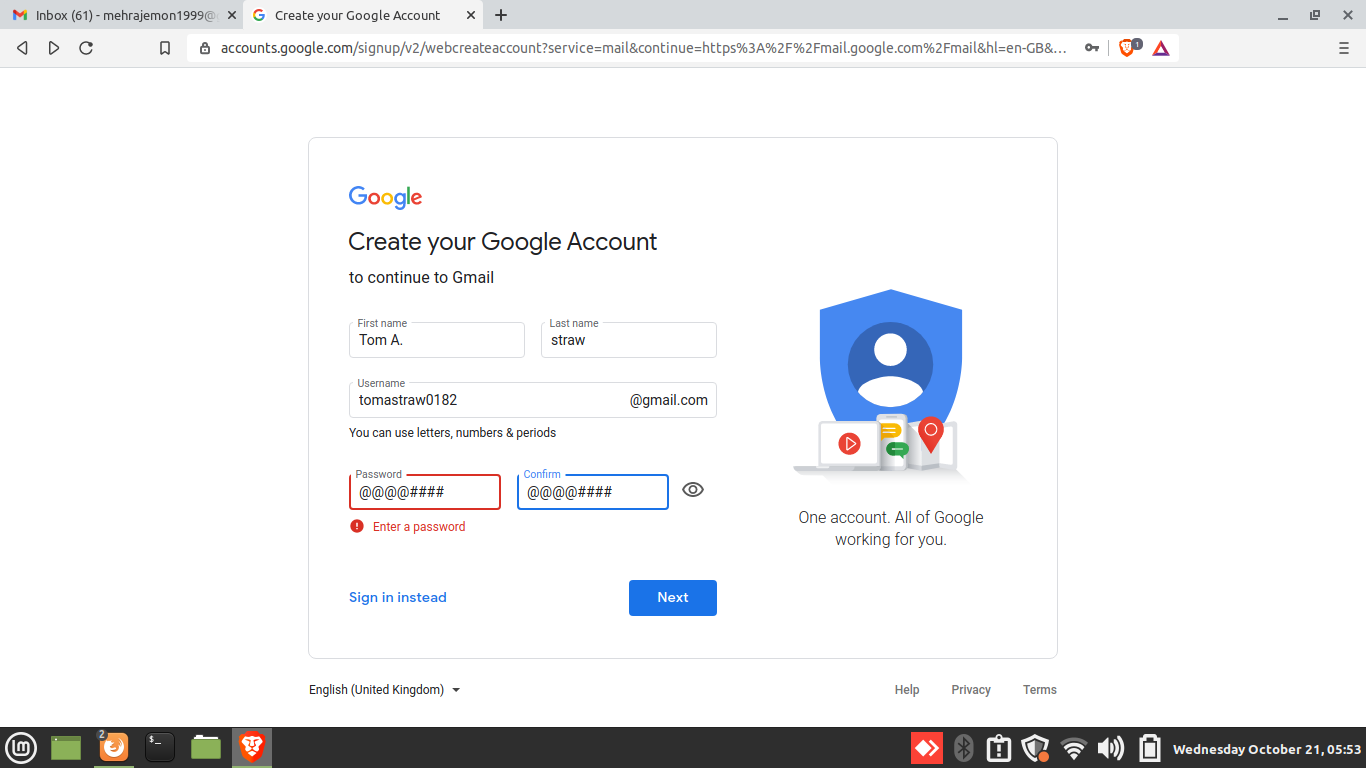 Inbox (61) - mehrajemon1999@
Create your Google Account
accounts.google.com/signup/v2/webcreateaccount?service=mail&continue=https%3A%2F%2Fmail.google.com%2Fmail&hl=en-GB&...
1
Google
Create your Google Account
to continue to Gmail
First name
Last name
Tom A.
straw
Username
tomastraw0182
@gmail.com
You can use letters, numbers & periods
Password
Confirm
@@@@####
@@@@####
Enter a password
One account. All of Google
working for you.
Sign in instead
Next
English (United Kingdom)
Help
Privacy
Terms
2
$_
Wednesday October 21, 05:53